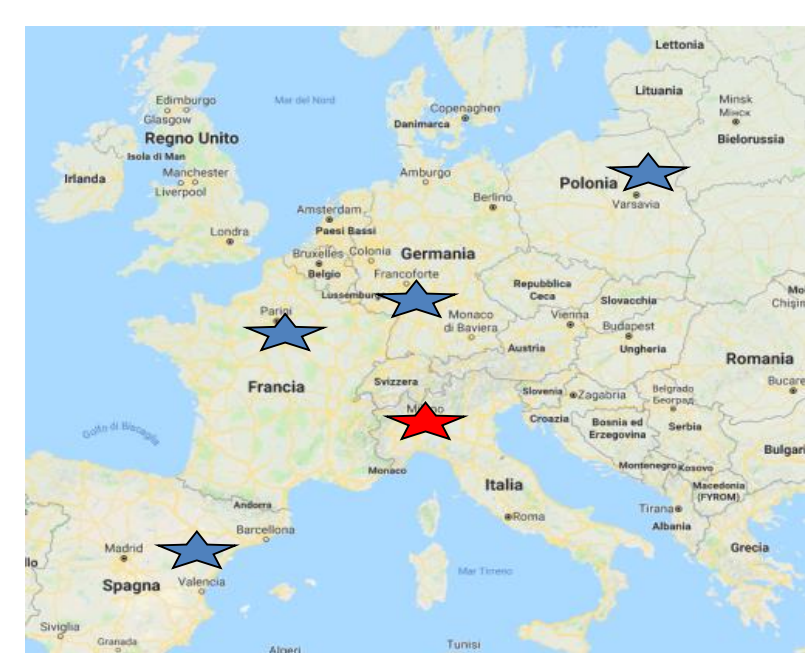 Lettonia
Lituania
Edimburgo
Glasgow
Mar del Nord
Copenaghen
Danimarca
Minsk
Мінск
Bielorussia
Regno Unito
Isola di Man
Irlanda
Manchester
Liverpool
Amburgo
Polonia
Varsavia
Berlino
Amsterdam
Paesi Bassi
Londra
Bruxelles
Colonia
Germania
Belgio
Francoforte
Repubblica
Ceca
Slovacchia
Parigi
Monaco
di Baviera
Vienna
Budapest
Austria
Ungheria
Romania
Svizzera
Francia
Slovenia
Zagabria
Belgrado
Београд
Croazia
Bosnia ed
Erzegovina
Serbia
Golfo di Biscaglia
Monaco
Montenegro
Kosovo
Italia
Macedonia
(FYROM)
Andorra
Roma
Tirana
Albania
Barcellona
Madrid
Grecia
Mar Tirreno
Spagna
Valencia
Siviglia
Granada
Algeri
Tunisi